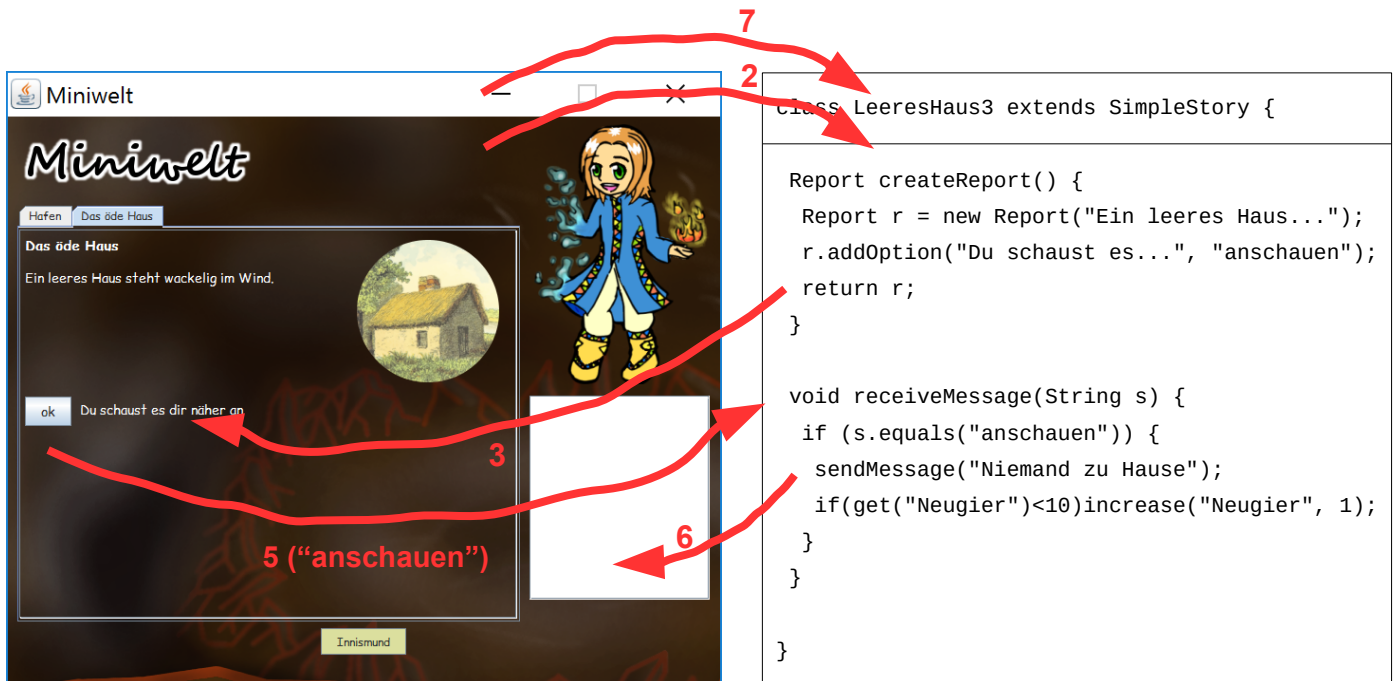 7
2
Miniwelt
Miniwelt
Hafen
Das öde Haus
Das öde Haus
Ein leeres Haus steht wackelig im Wind.
ok
Du schaust es dir näher an
3
5 (“anschauen”)
6
Innismund
class LeeresHaus3 extends SimpleStory {
Report createReport() {
Report r = new Report("Ein leeres Haus...");
r.addOption("Du schaust es...", "anschauen");
return r;
}
void receiveMessage(String s) {
if (s.equals("anschauen")) {
sendMessage("Niemand zu Hause");
if(get("Neugier")<10)increase("Neugier", 1);
}
}
}